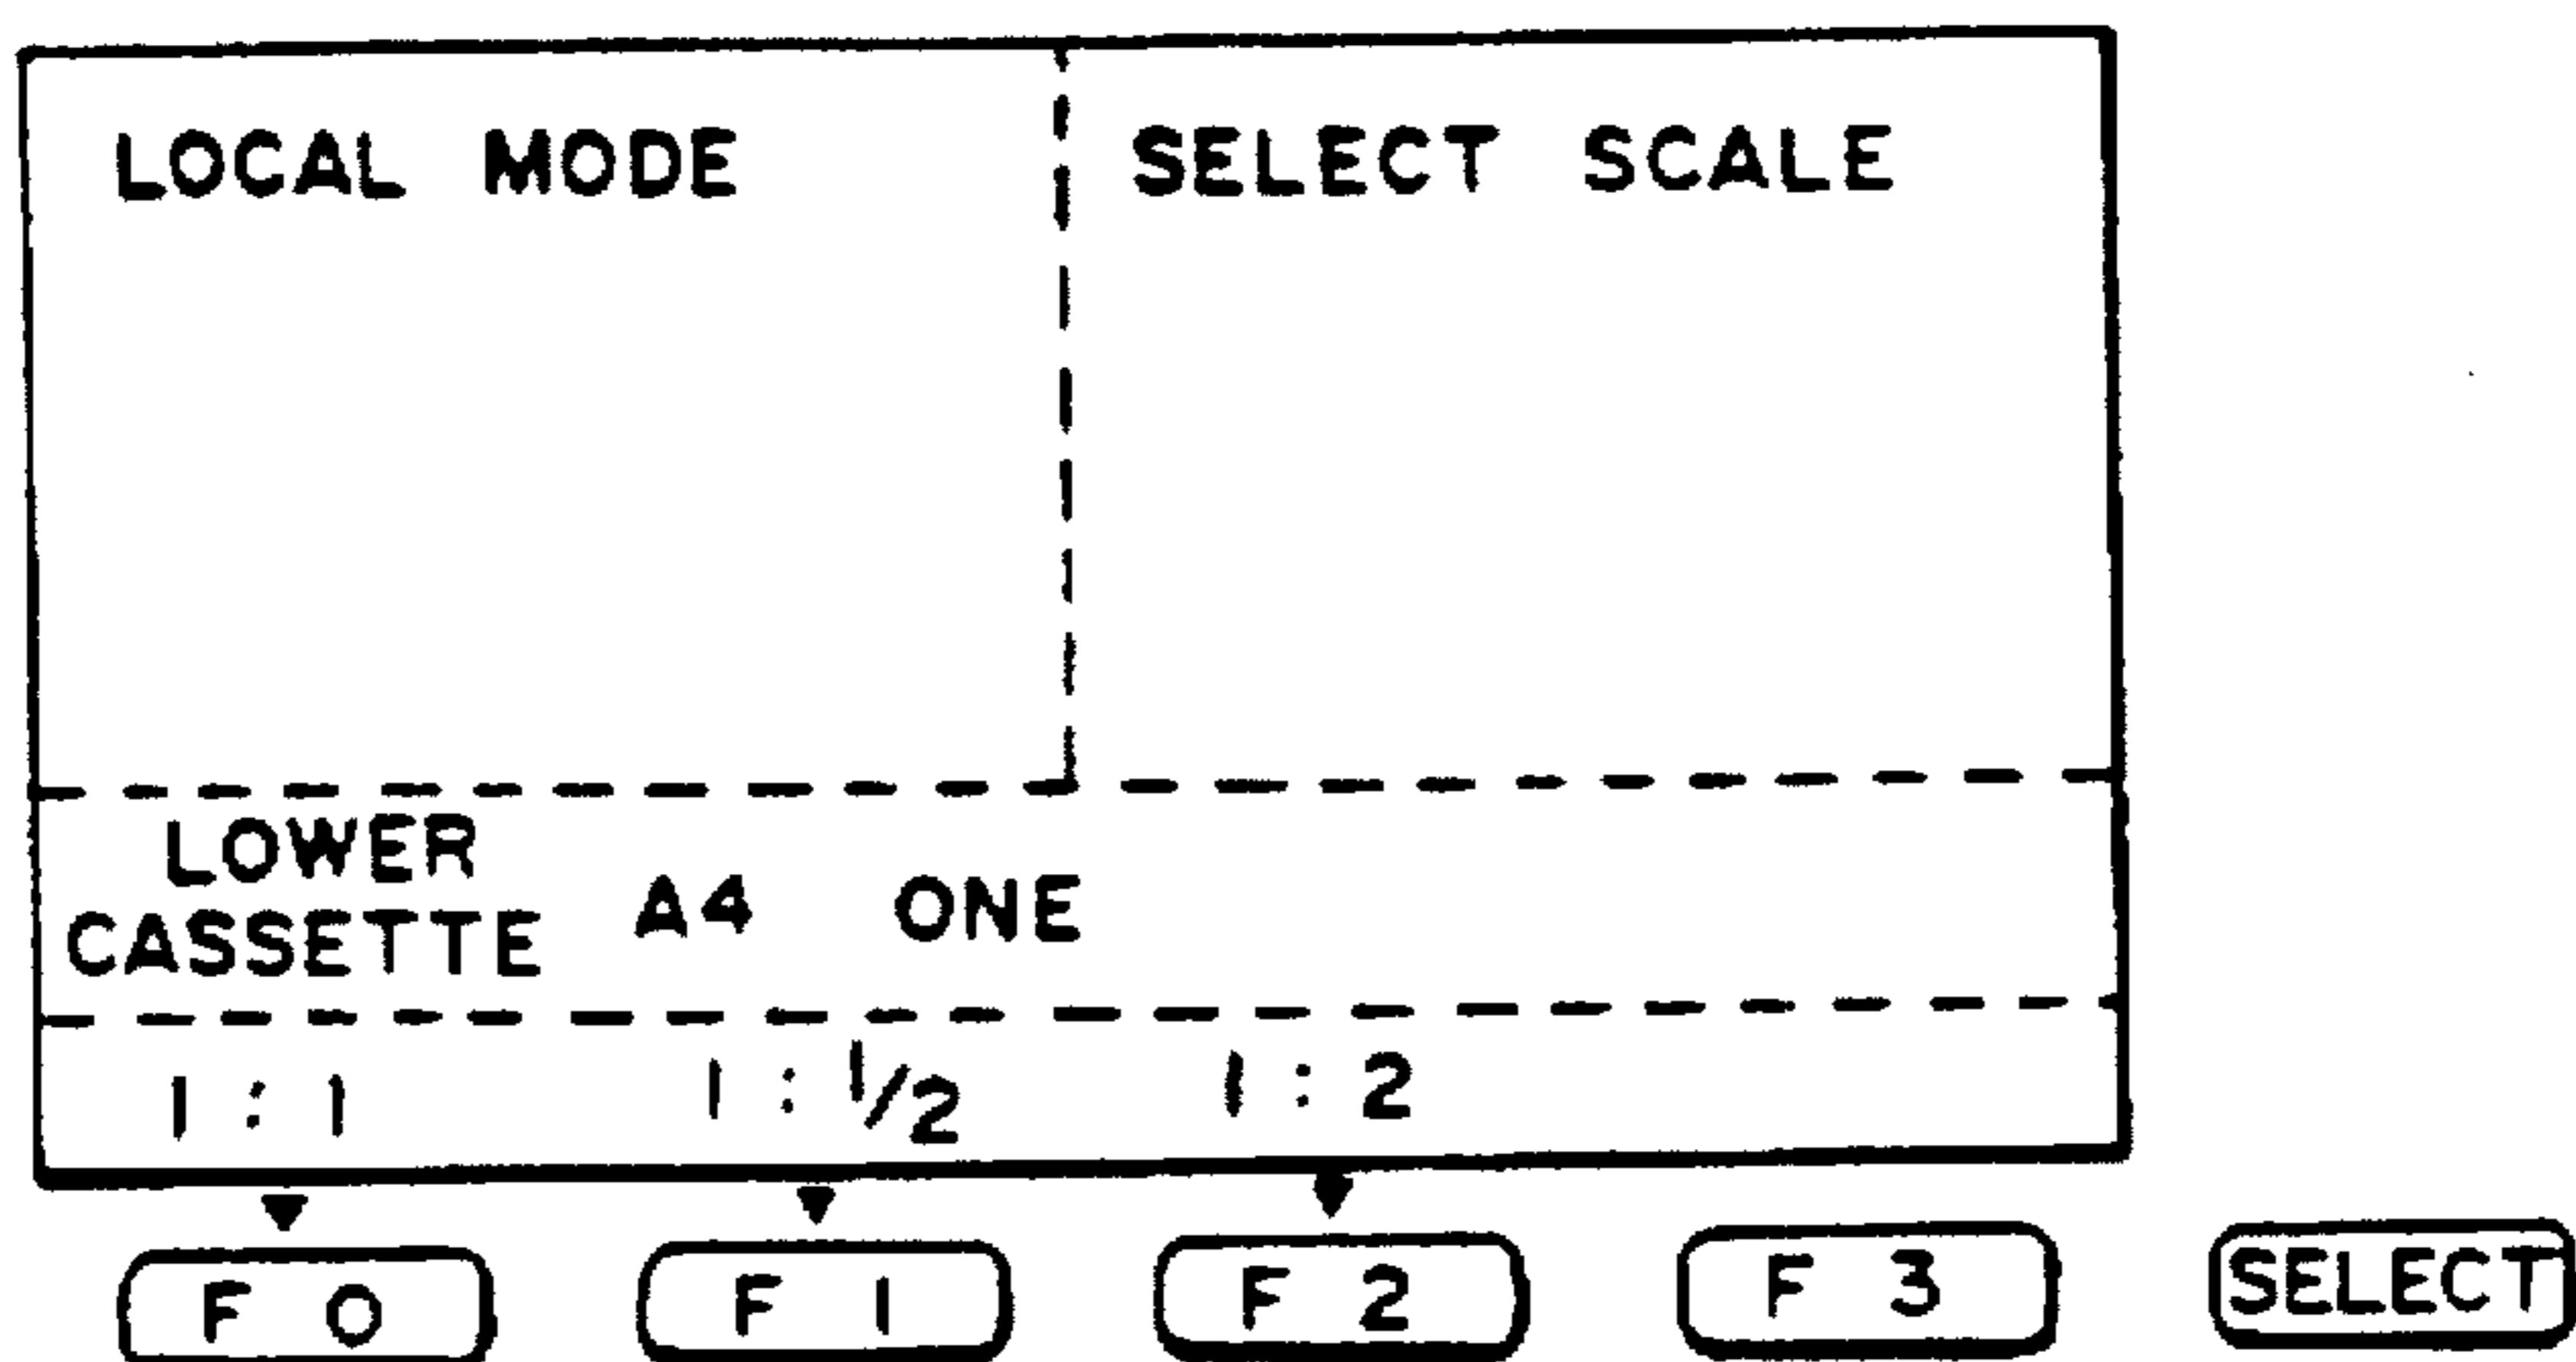 LOCAL MODE SELECT SCALE
LOWER
CASSETTE A4 ONE
1 : 1 1 : 1/2 1 : 2
F 0 F 1 F 2 F 3 SELECT